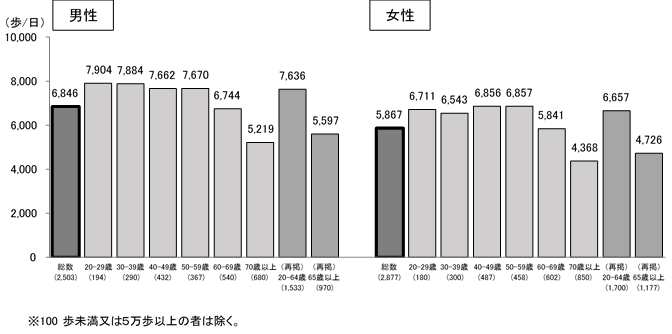 男性
女性
(歩/日)
10,000
8,000
6,000
4,000
2,000
0
6,846
7,904
7,884
7,662
7,670
6,744
5,219
7,636
5,597
総数
(2,503)
20-29歳
(194)
30-39歳
(290)
40-49歳
(432)
50-59歳
(367)
60-69歳
(540)
70歳以上
(680)
(再掲)
20-64歳
(1,533)
(再掲)
65歳以上
(970)
5,867
6,711
6,543
6,856
6,857
5,841
4,368
6,657
4,726
総数
(2,877)
20-29歳
(180)
30-39歳
(300)
40-49歳
(487)
50-59歳
(458)
60-69歳
(602)
70歳以上
(850)
(再掲)
20-64歳
(1,700)
(再掲)
65歳以上
(1,177)
※100 歩未満又は5万歩以上の者は除く。